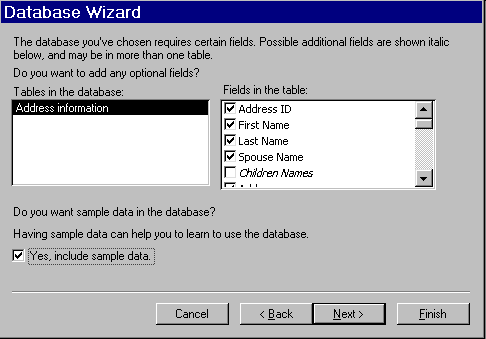 Database Wizard
The database you've chosen requires certain fields. Possible additional fields are shown italic
below, and may be in more than one table.
Do you want to add any optional fields?
Tables in the database:
Fields in the table:
Address information
Address ID
First Name
Last Name
Spouse Name
Children Names
Do you want sample data in the database?
Having sample data can help you to learn to use the database.
Yes, include sample data.
Cancel
< Back
Next >
Finish